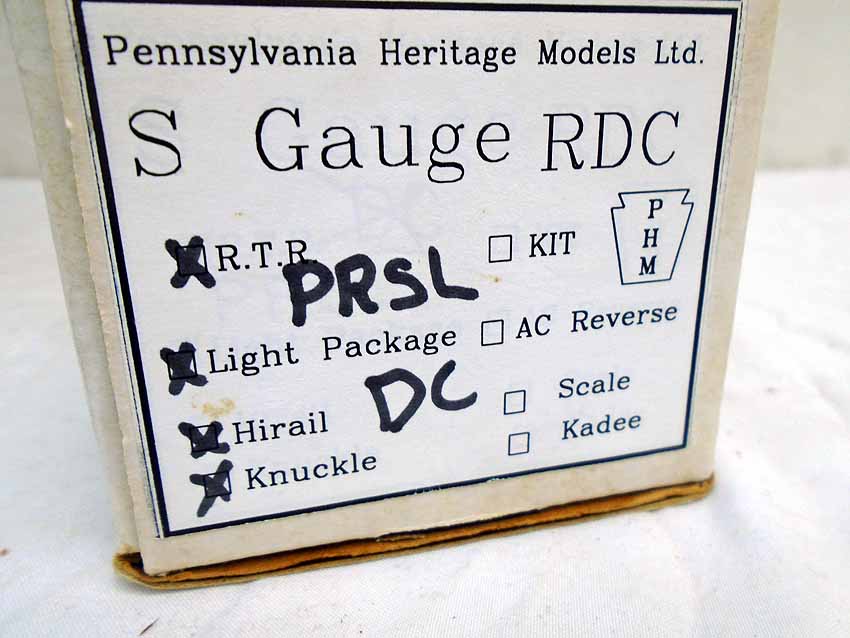 Pennsylvania Heritage Models Ltd.
S Gauge RDC
R.T.R. KIT
P
H
M
PRSL
Light Package AC Reverse
DC Scale
Hirail Kadee
Knuckle